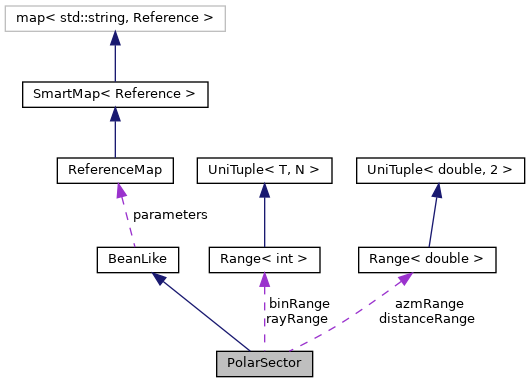 map< std::string, Reference >
SmartMap< Reference >
ReferenceMap
UniTuple< T, N >
UniTuple< double, 2 >
parameters
BeanLike
Range< int >
Range< double >
binRange
rayRange
azmRange
distanceRange
PolarSector